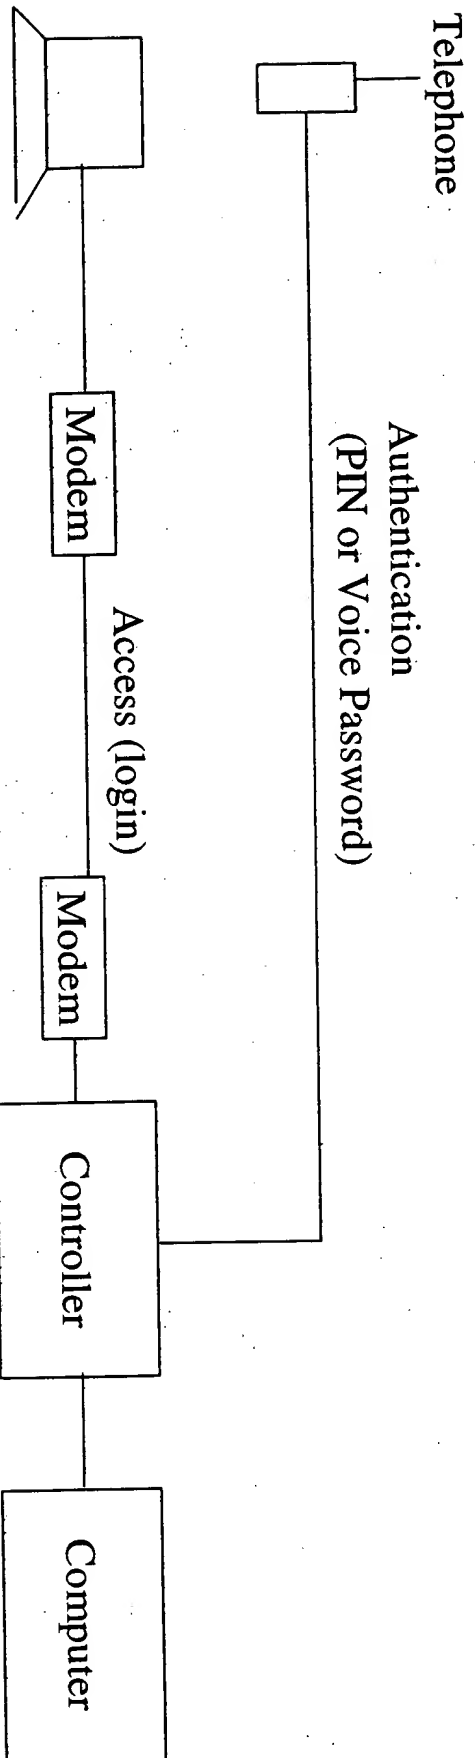 Telephone
Authentication
(PIN or Voice Password)
Access (login)
Modem
Modem
Controller
Computer